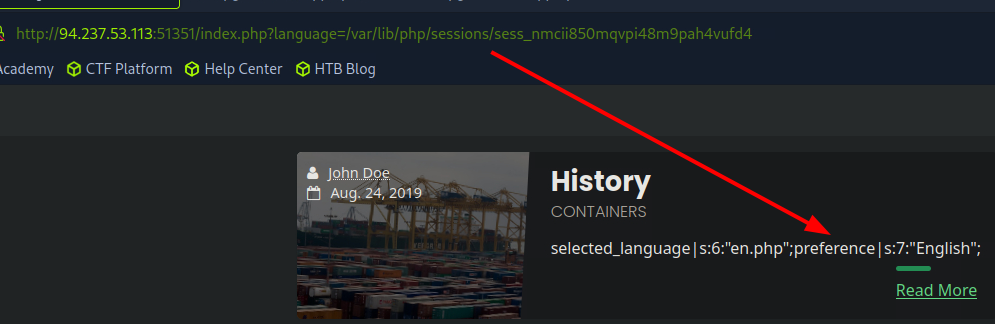 http://94.237.53.113:51351/index.php?language=/var/lib/php/sessions/sess_nmcii850mqvpi48m9pah4vufd4
Academy CTF Platform Help Center HTB Blog
John Doe
Aug. 24, 2019
History
CONTAINERS
selected_language|s:6:"en.php";preference|s:7:"English";
Read More